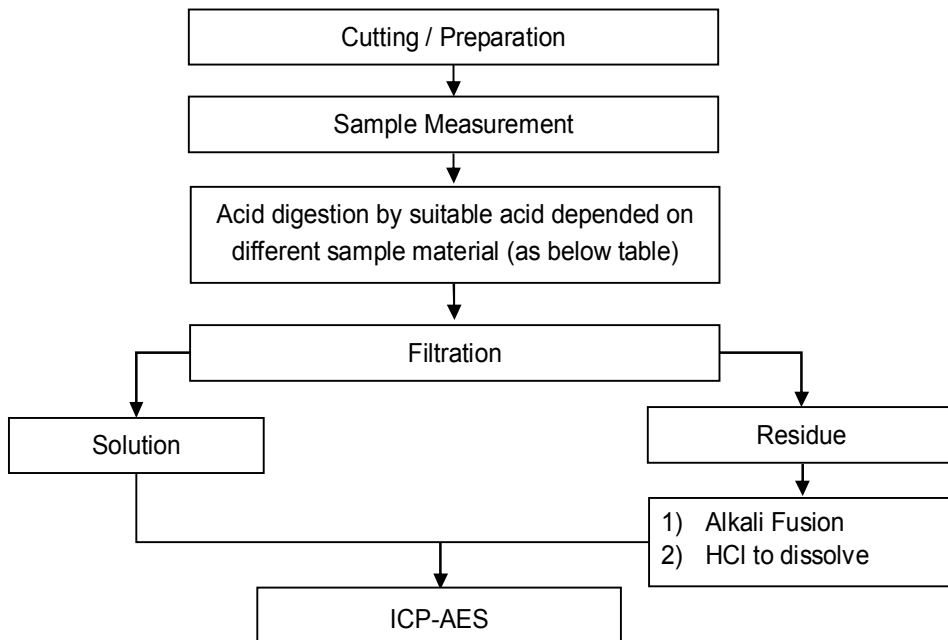 Cutting / Preparation
Sample Measurement
Acid digestion by suitable acid depended on
different sample material (as below table)
Filtration
Solution
Residue
1) Alkali Fusion
2) HCl to dissolve
ICP-AES